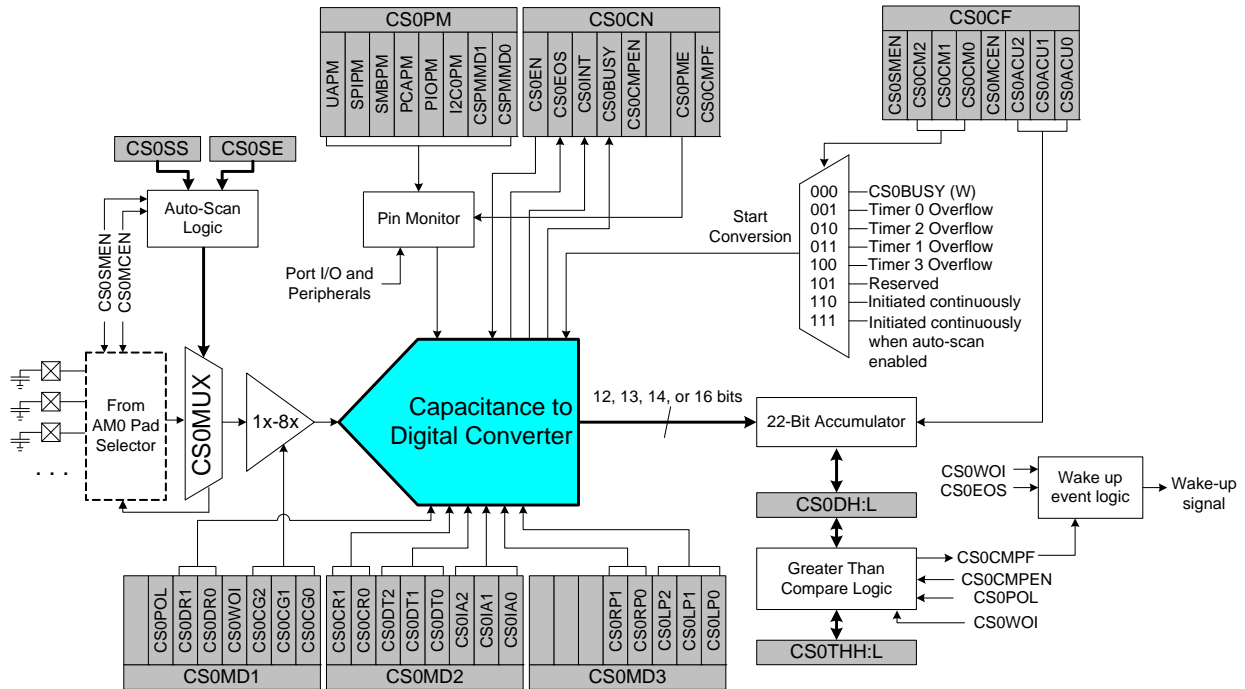 CS0PM
CS0CN
CS0CF
UAPM
SPIPM
SMBPM
PCAPM
PIOPM
I2C0PM
CSPMMD1
CSPMMD0
CS0EN
CS0EOS
CS0INT
CS0BUSY
CS0CMPEN
CS0PME
CS0CMPF
CS0SMEN
CS0CM2
CS0CM1
CS0CM0
CS0MCEN
CS0ACU2
CS0ACU1
CS0ACU0
CS0SS
CS0SE
Auto-Scan
Logic
CS0SMEN
CS0MCEN
Pin Monitor
Port I/O and
Peripherals
Start
Conversion
000 CS0BUSY (W)
001 Timer 0 Overflow
010 Timer 2 Overflow
011 Timer 1 Overflow
100 Timer 3 Overflow
101 Reserved
110 Initiated continuously
111 Initiated continuously
when auto-scan
enabled
From
AM0 Pad
Selector
. . .
CS0MUX
1x-8x
Capacitance to
Digital Converter
12, 13, 14, or 16 bits
22-Bit Accumulator
CS0DH:L
Greater Than
Compare Logic
CS0THH:L
CS0WOI
CS0EOS
Wake up
event logic
Wake-up
signal
CS0CMPF
CS0CMPEN
CS0POL
CS0WOI
CS0POL
CS0DR1
CS0DR0
CS0WOI
CS0CG2
CS0CG1
CS0CG0
CS0MD1
CS0CR1
CS0CR0
CS0DT2
CS0DT1
CS0DT0
CS0IA2
CS0IA1
CS0IA0
CS0MD2
CS0RP1
CS0RP0
CS0LP2
CS0LP1
CS0LP0
CS0MD3